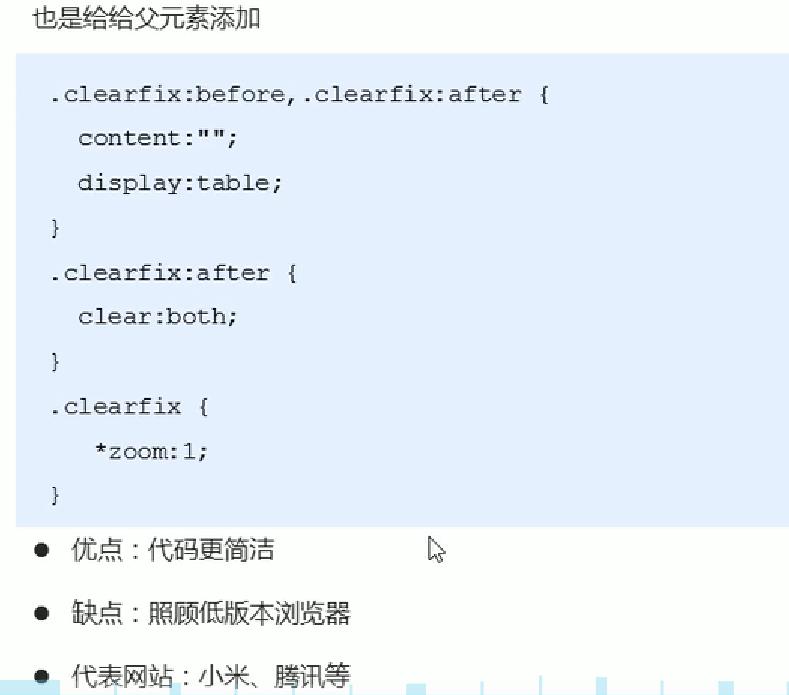 也是给给父元素添加
.clearfix:before,.clearfix:after {
content:"";
display:table;
}
.clearfix:after {
clear:both;
}
.clearfix {
*zoom:1;
}
● 优点：代码更简洁
● 缺点：照顾低版本浏览器
● 代表网站：小米、腾讯等